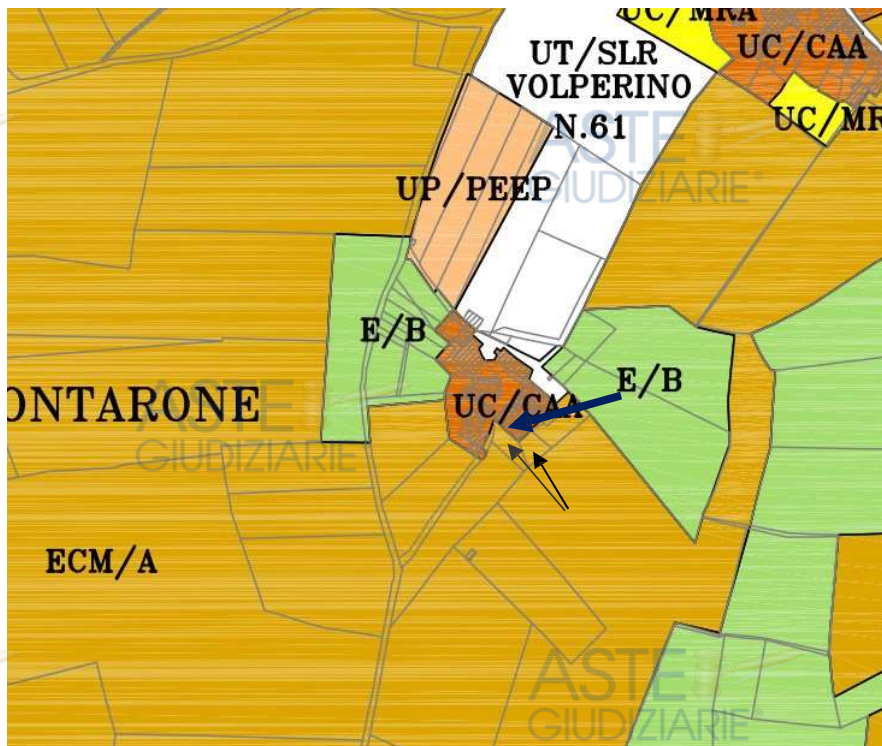 UC/MRA
UC/CAA
UT/SLR
VOLPERINO
N.61
UC/MR
ASTE
GIUDIZIARIE®
UP/PEEP
E/B
E/B
ONTARONE
UC/CAA
ASTE
GIUDIZIARIE
ECM/A
ASTE
GIUDIZIARIE®